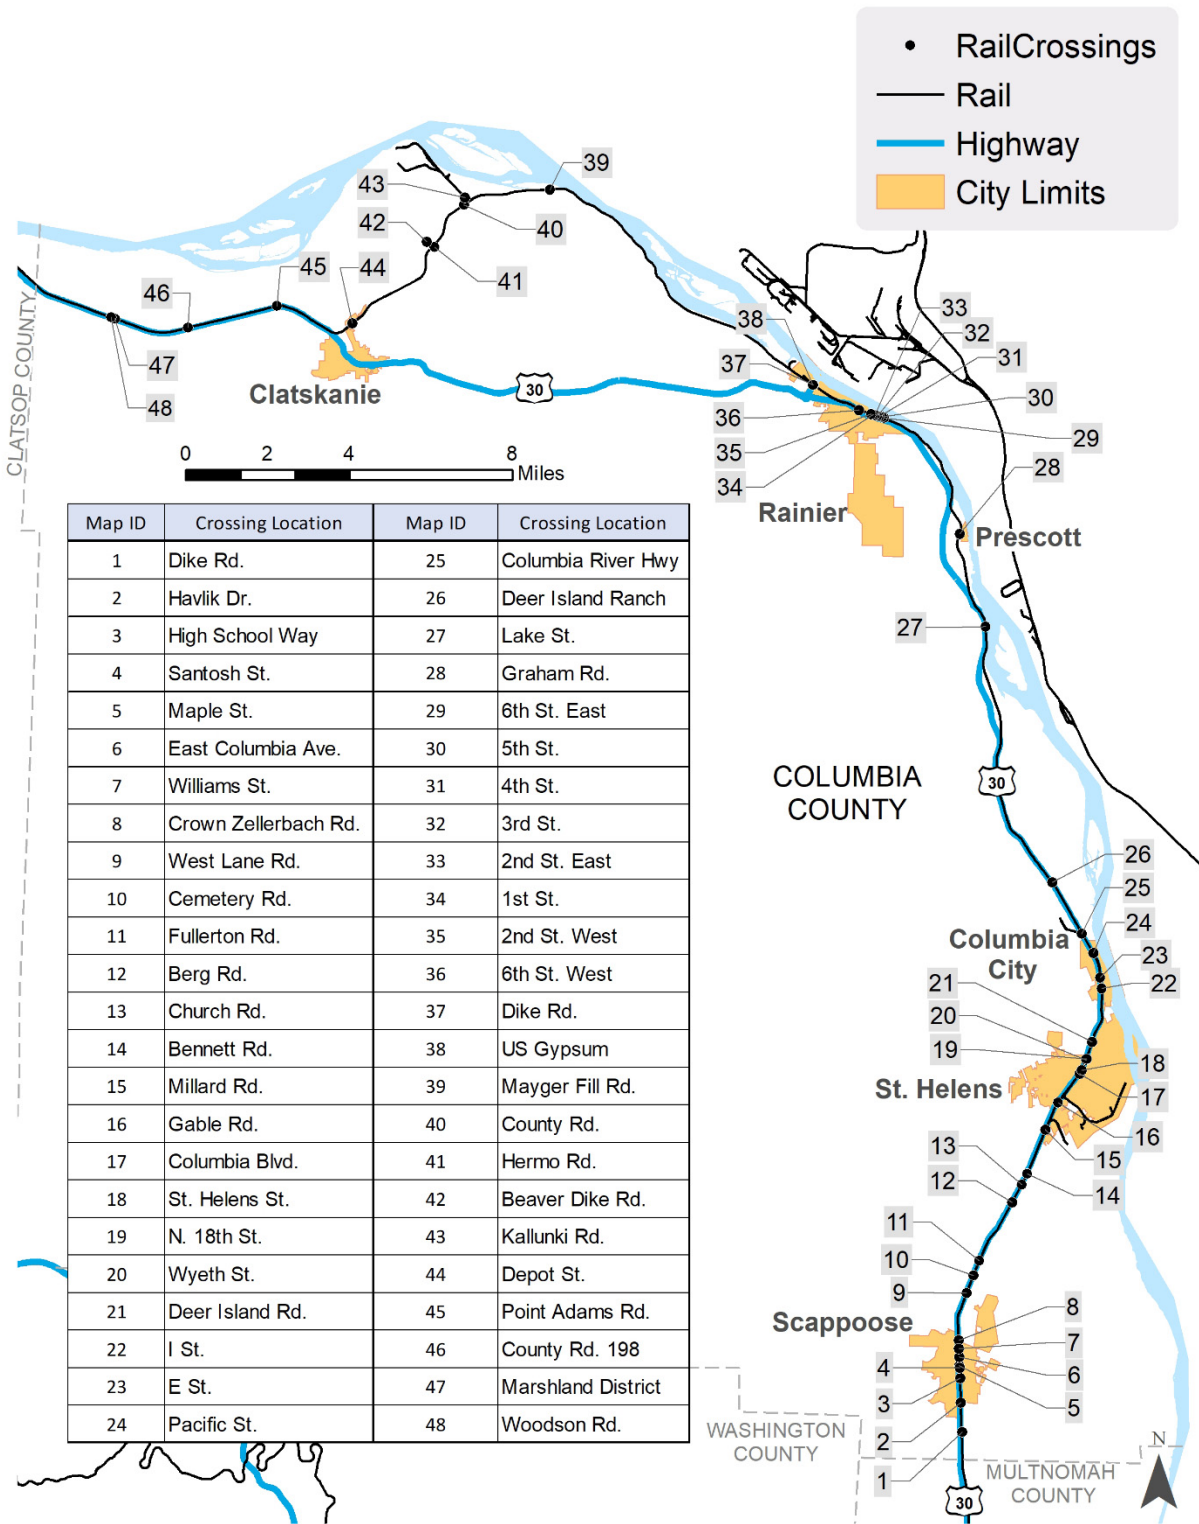 RailCrossings
Rail
Highway
City Limits
39
43
40
42
41
45
44
46
47
48
CLATSOP COUNTY
Clatskanie
30
33
32
38
31
37
30
36
29
35
34
28
Rainier
Prescott
0 4 8
Miles
27
COLUMBIA
COUNTY
30
26
25
24
Columbia
City
23
22
21
20
19
18
St. Helens
17
16
15
13
14
12
11
10
9
Scappoose
8
7
6
4
3
5
2
1
WASHINGTON
COUNTY
MULTNOMAH
COUNTY
N
30
Map ID Crossing Location Map ID Crossing Location
1 Dike Rd. 25 Columbia River Hwy
2 Havlik Dr. 26 Deer Island Ranch
3 High School Way 27 Lake St.
4 Santosh St. 28 Graham Rd.
5 Maple St. 29 6th St. East
6 East Columbia Ave. 30 5th St.
7 Williams St. 31 4th St.
8 Crown Zellerbach Rd. 32 3rd St.
9 West Lane Rd. 33 2nd St. East
10 Cemetery Rd. 34 1st St.
11 Fullerton Rd. 35 2nd St. West
12 Berg Rd. 36 6th St. West
13 Church Rd. 37 Dike Rd.
14 Bennett Rd. 38 US Gypsum
15 Millard Rd. 39 Mayger Fill Rd.
16 Gable Rd. 40 County Rd.
17 Columbia Blvd. 41 Hermo Rd.
18 St. Helens St. 42 Beaver Dike Rd.
19 N. 18th St. 43 Kallunki Rd.
20 Wyeth St. 44 Depot St.
21 Deer Island Rd. 45 Point Adams Rd.
22 I St. 46 County Rd. 198
23 E St. 47 Marshland District
24 Pacific St. 48 Woodson Rd.